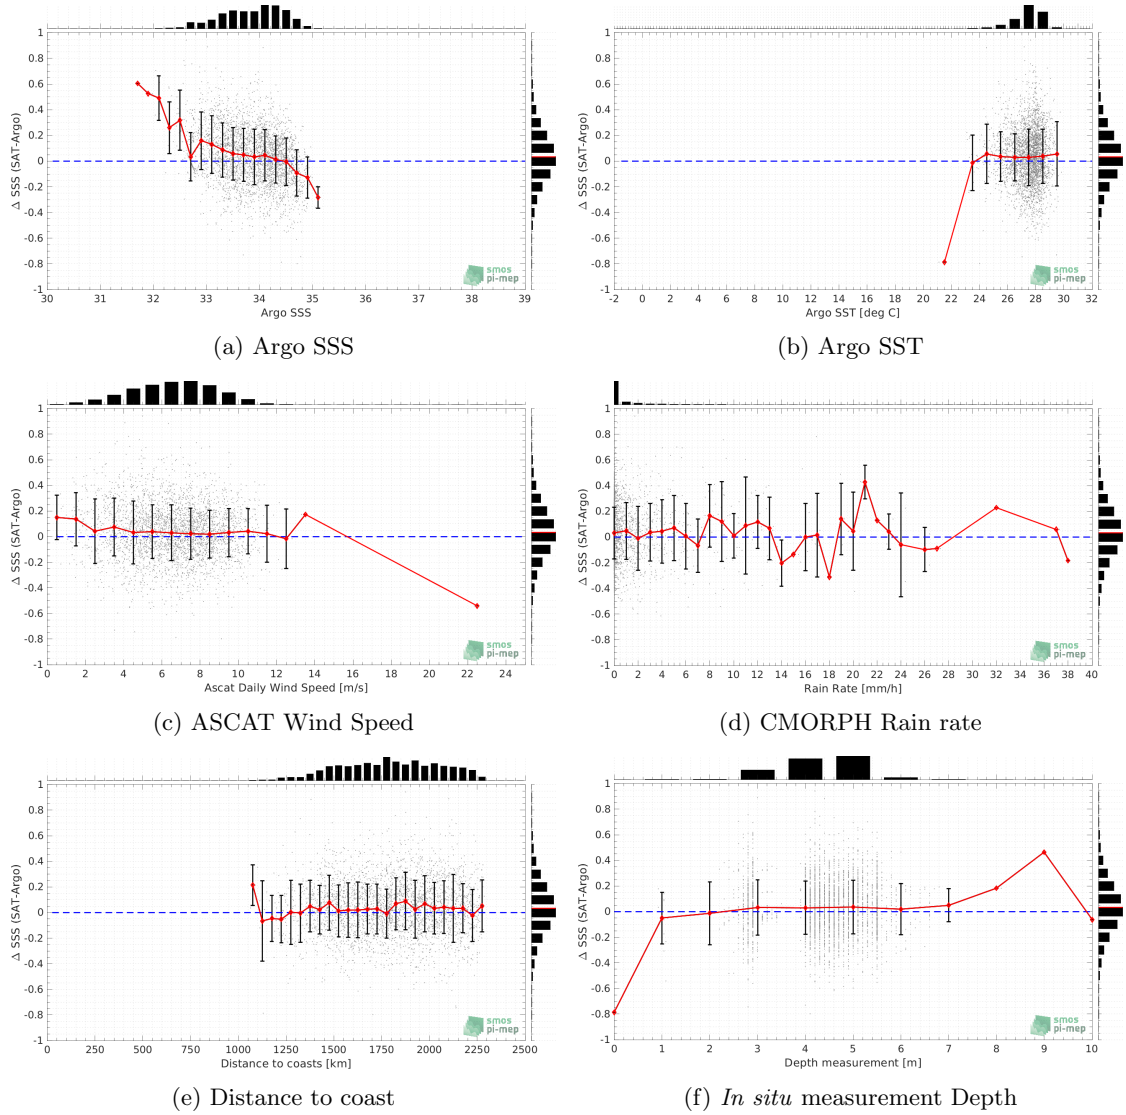 1
0.8
0.6
0.4
0.2
0
-0.2
-0.4
-0.6
-0.8
-1
Δ SSS (SAT-Argo)
30 31 32 33 34 35 36 37 38 39
Argo SSS
smos
pi-mep
(a) Argo SSS
1
0.8
0.6
0.4
0.2
0
-0.2
-0.4
-0.6
-0.8
-1
Δ SSS (SAT-Argo)
-2 0 2 4 6 8 10 12 14 16 18 20 22 24 26 28 30 32
Argo SST [deg C]
smos
pi-mep
(b) Argo SST
1
0.8
0.6
0.4
0.2
0
-0.2
-0.4
-0.6
-0.8
-1
Δ SSS (SAT-Argo)
0 2 4 6 8 10 12 14 16 18 20 22 24
Ascat Daily Wind Speed [m/s]
smos
pi-mep
(c) ASCAT Wind Speed
1
0.8
0.6
0.4
0.2
0
-0.2
-0.4
-0.6
-0.8
-1
Δ SSS (SAT-Argo)
0 2 4 6 8 10 12 14 16 18 20 22 24 26 28 30 32 34 36 38 40
Rain Rate [mm/h]
smos
pi-mep
(d) CMORPH Rain rate
1
0.8
0.6
0.4
0.2
0
-0.2
-0.4
-0.6
-0.8
-1
Δ SSS (SAT-Argo)
0 250 500 750 1000 1250 1500 1750 2000 2250 2500
Distance to coasts [km]
smos
pi-mep
(e) Distance to coast
1
0.8
0.6
0.4
0.2
0
-0.2
-0.4
-0.6
-0.8
-1
Δ SSS (SAT-Argo)
0 1 2 3 4 5 6 7 8 9 10
Depth measurement [m]
smos
pi-mep
(f) In situ measurement Depth